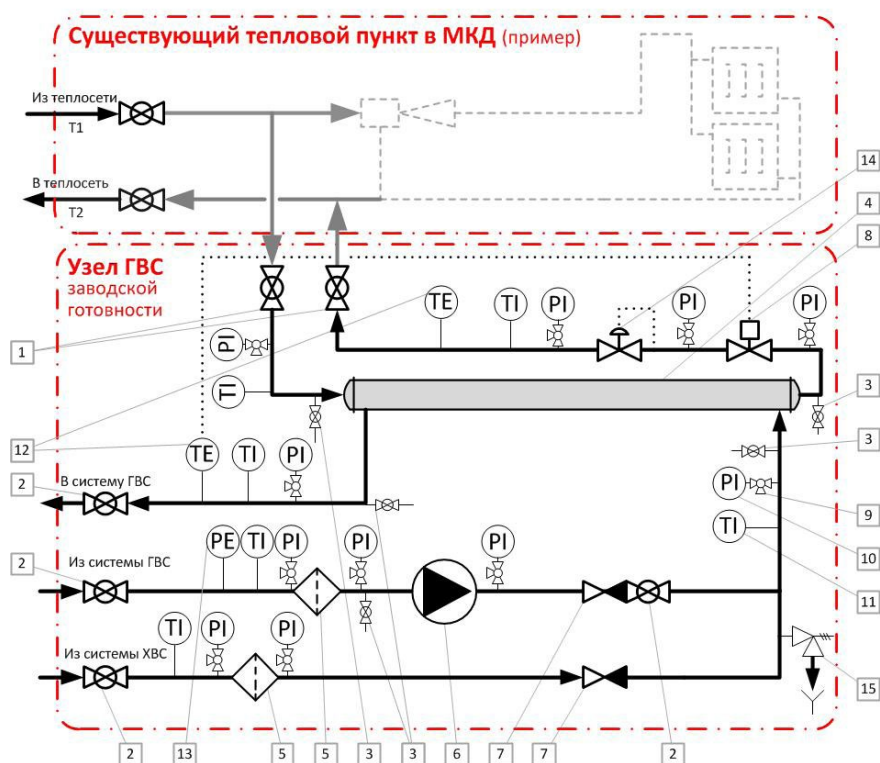 Существующий тепловой пункт в МКД (пример)
Из теплосети
Т1
В теплосеть
Т2
14
4
8
Узел ГВС
заводской
готовности
TE
TI
PI
PI
PI
1
PI
TI
3
12
3
TE
TI
PI
2
В систему ГВС
PI
9
TI
10
2
Из системы ГВС
PE
TI
PI
PI
PI
11
Из системы ХВС
TI
PI
PI
15
2
13
5
5
3
3
6
7
7
2